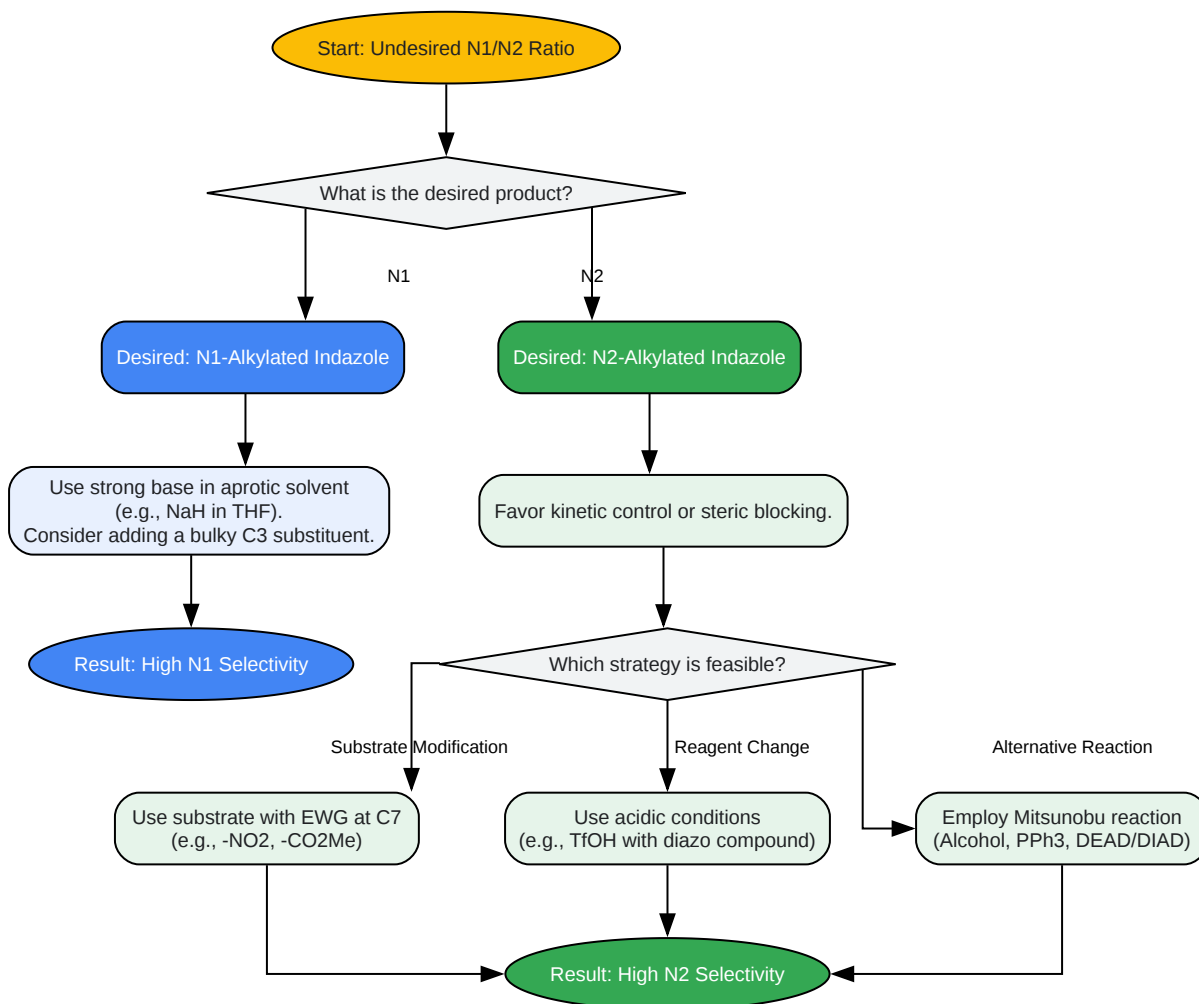 Start: Undesired N1/N2 Ratio
What is the desired product?
N1
N2
Desired: N1-Alkylated Indazole
Desired: N2-Alkylated Indazole
Use strong base in aprotic solvent
(e.g., NaH in THF).
Consider adding a bulky C3 substituent.
Favor kinetic control or steric blocking.
Result: High N1 Selectivity
Which strategy is feasible?
Substrate Modification
Reagent Change
Alternative Reaction
Use substrate with EWG at C7
(e.g., -NO2, -CO2Me)
Use acidic conditions
(e.g., TfOH with diazo compound)
Employ Mitsunobu reaction
(Alcohol, PPh3, DEAD/DIAD)
Result: High N2 Selectivity